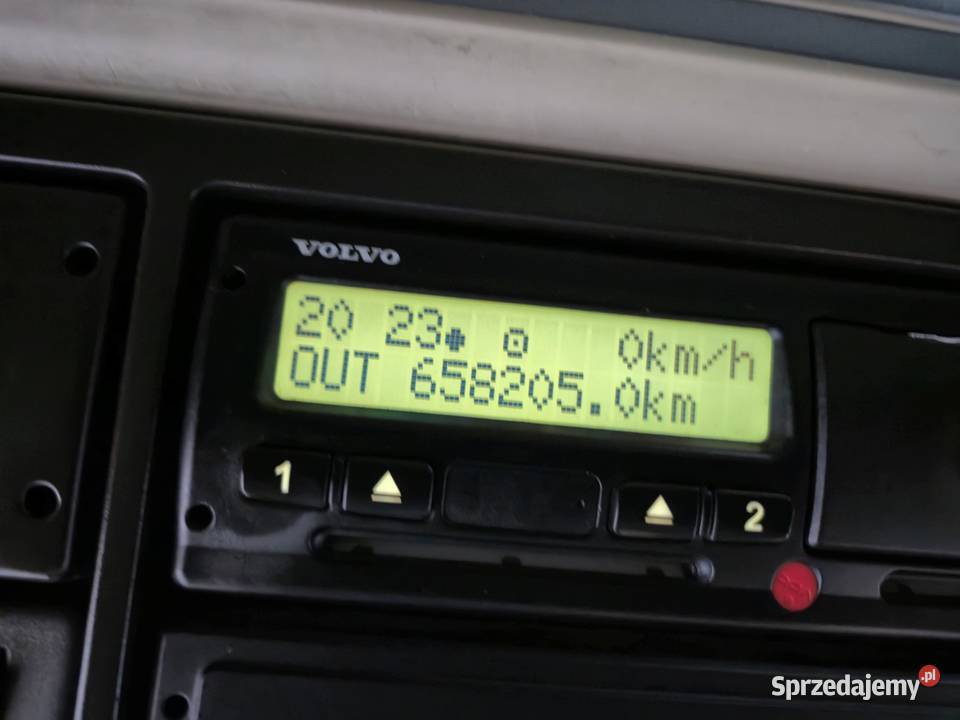 VOLVO
20 23 0km/h
OUT 658205.0km
1 2
Sprzedajemy.pl